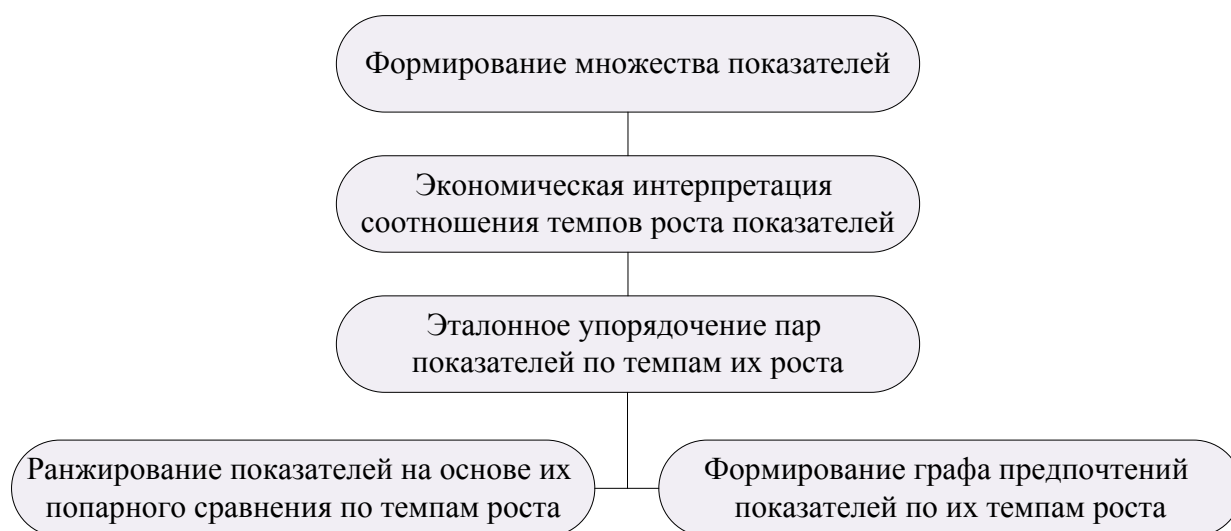 Формирование множества показателей
Экономическая интерпретация
соотношения темпов роста показателей
Эталонное упорядочение пар
показателей по темпам их роста
Ранжирование показателей на основе их
попарного сравнения по темпам роста
Формирование графа предпочтений
показателей по их темпам роста